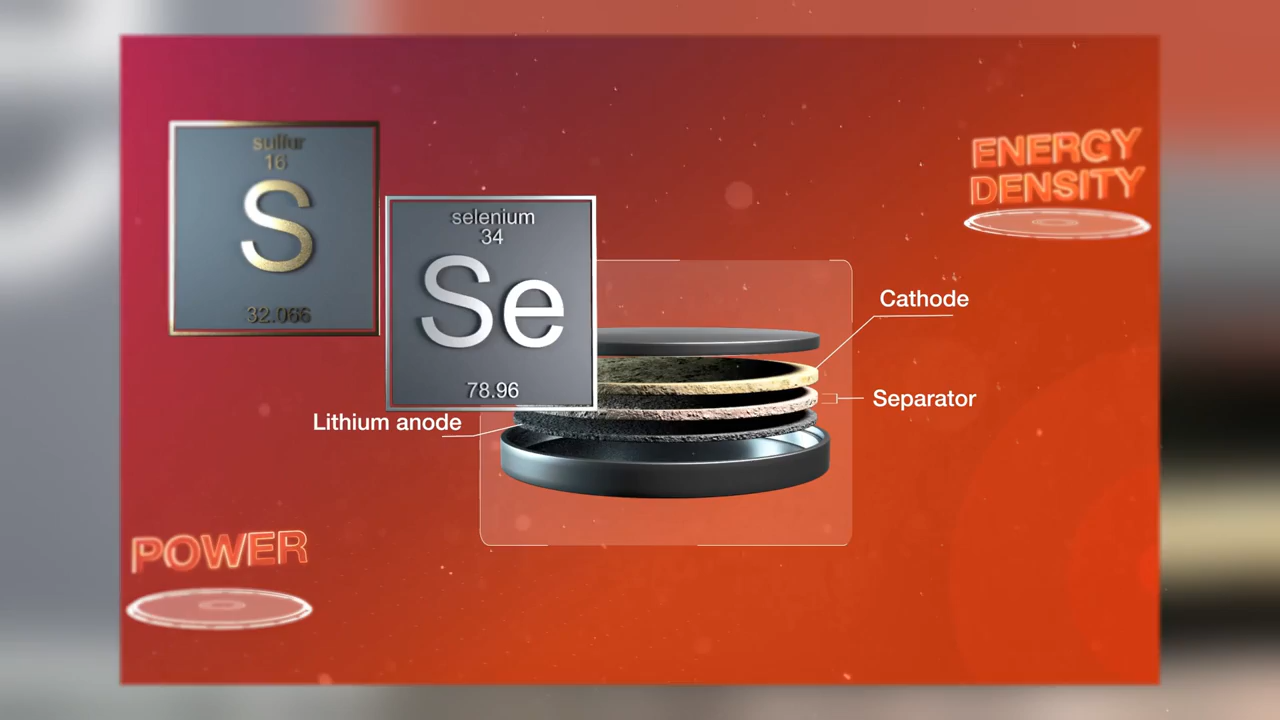 sulfur
16
S
32.066
selenium
34
Se
78.96
ENERGY
DENSITY
Cathode
Separator
Lithium anode
POWER